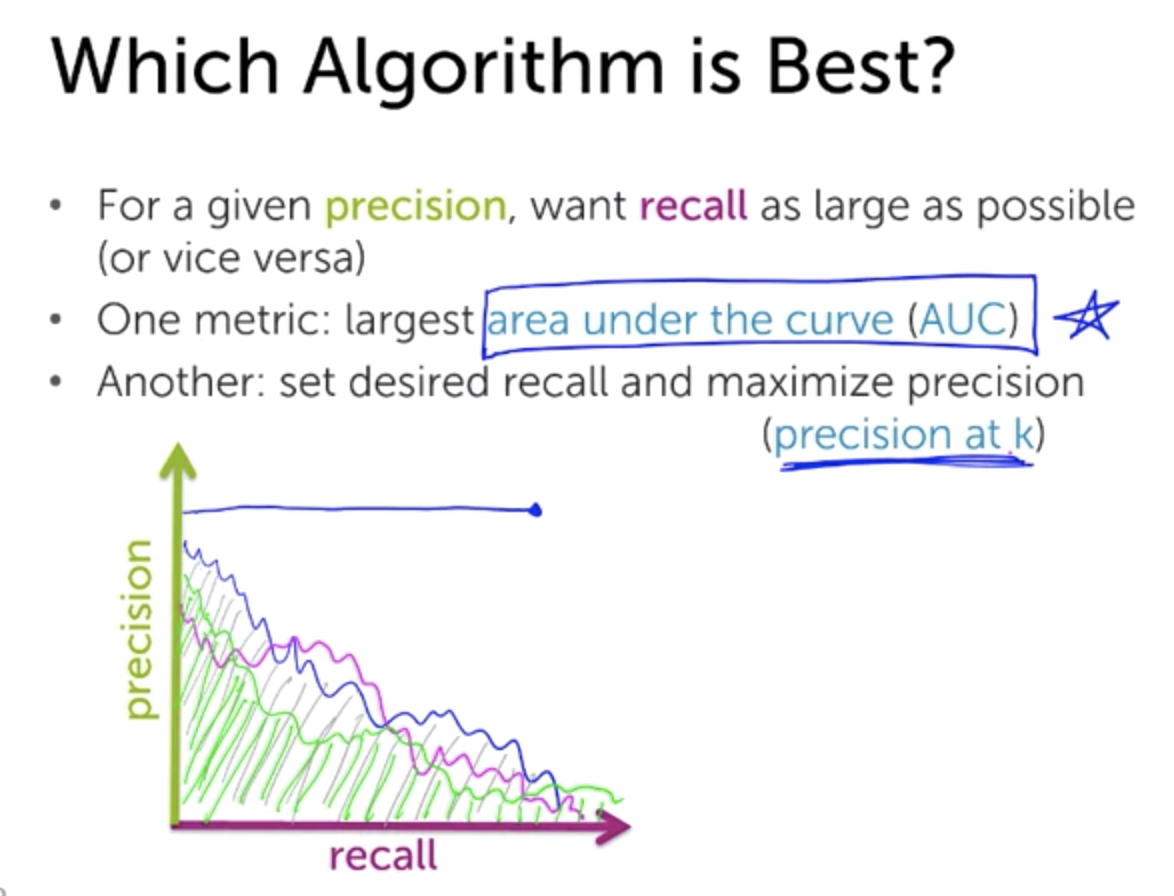 Which Algorithm is Best?
• For a given precision, want recall as large as possible
(or vice versa)
• One metric: largest area under the curve (AUC)
• Another: set desired recall and maximize precision
(precision at k)
precision
recall